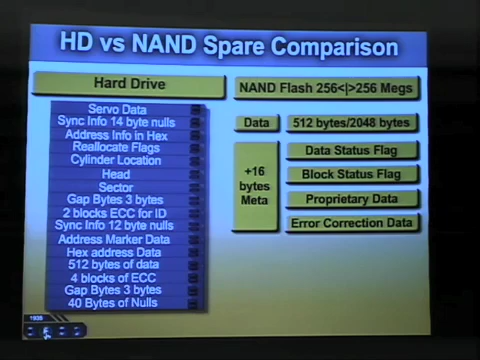 HD vs NAND Spare Comparison
Hard Drive
Servo Data
Sync Info 14 byte nulls
Address Info in Hex
Reallocate Flags
Cylinder Location
Head
Sector
Gap Bytes 3 bytes
2 blocks ECC for ID
Sync Info 12 byte nulls
Address Marker Data
Hex address Data
512 bytes of data
4 blocks of ECC
Gap Bytes 3 bytes
40 Bytes of Nulls
NAND Flash 256<|>256 Megs
Data
512 bytes/2048 bytes
+16
bytes
Meta
Data Status Flag
Block Status Flag
Proprietary Data
Error Correction Data
1935